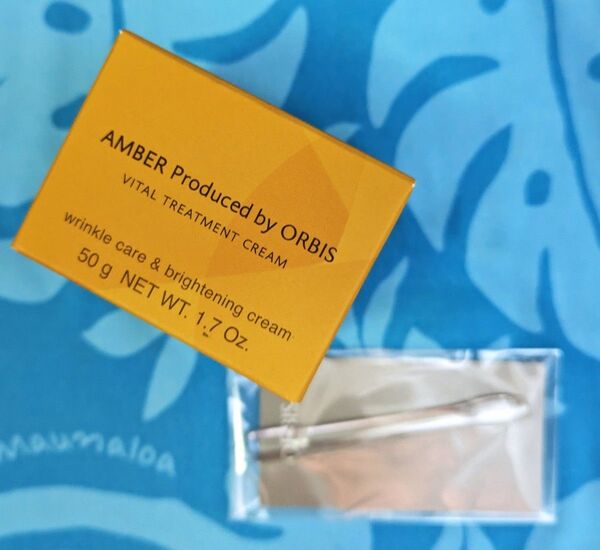 AMBER Produced by ORBIS
VITAL TREATMENT CREAM
wrinkle care & brightening cream
50 g NET WT. 1.7 Oz.
maumaloa